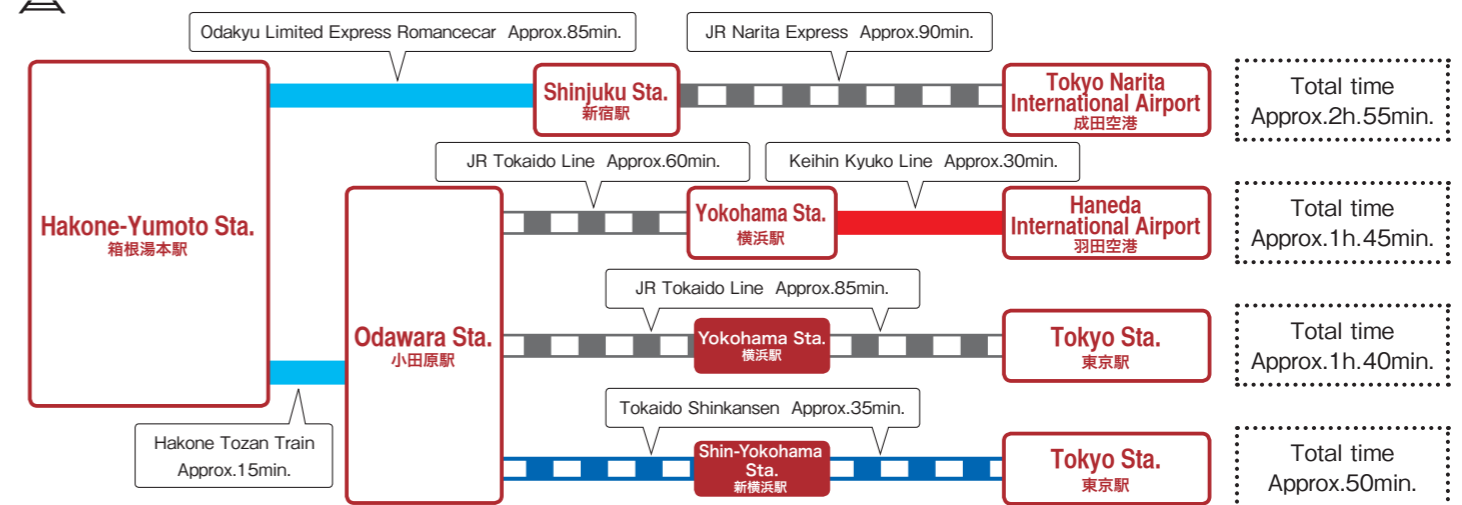 Odakyu Limited Express Romancecar Approx.85min.
JR Narita Express Approx.90min.
Hakone-Yumoto Sta.
箱根湯本駅
Shinjuku Sta.
新宿駅
Tokyo Narita
International Airport
成田空港
Total time
Approx.2h.55min.
JR Tokaido Line Approx.60min.
Keihin Kyuko Line Approx.30min.
Odawara Sta.
小田原駅
Yokohama Sta.
横浜駅
Haneda
International Airport
羽田空港
Total time
Approx.1h.45min.
JR Tokaido Line Approx.85min.
Yokohama Sta.
横浜駅
Tokyo Sta.
東京駅
Total time
Approx.1h.40min.
Hakone Tozan Train
Approx.15min.
Tokaido Shinkansen Approx.35min.
Shin-Yokohama
Sta.
新横浜駅
Tokyo Sta.
東京駅
Total time
Approx.50min.